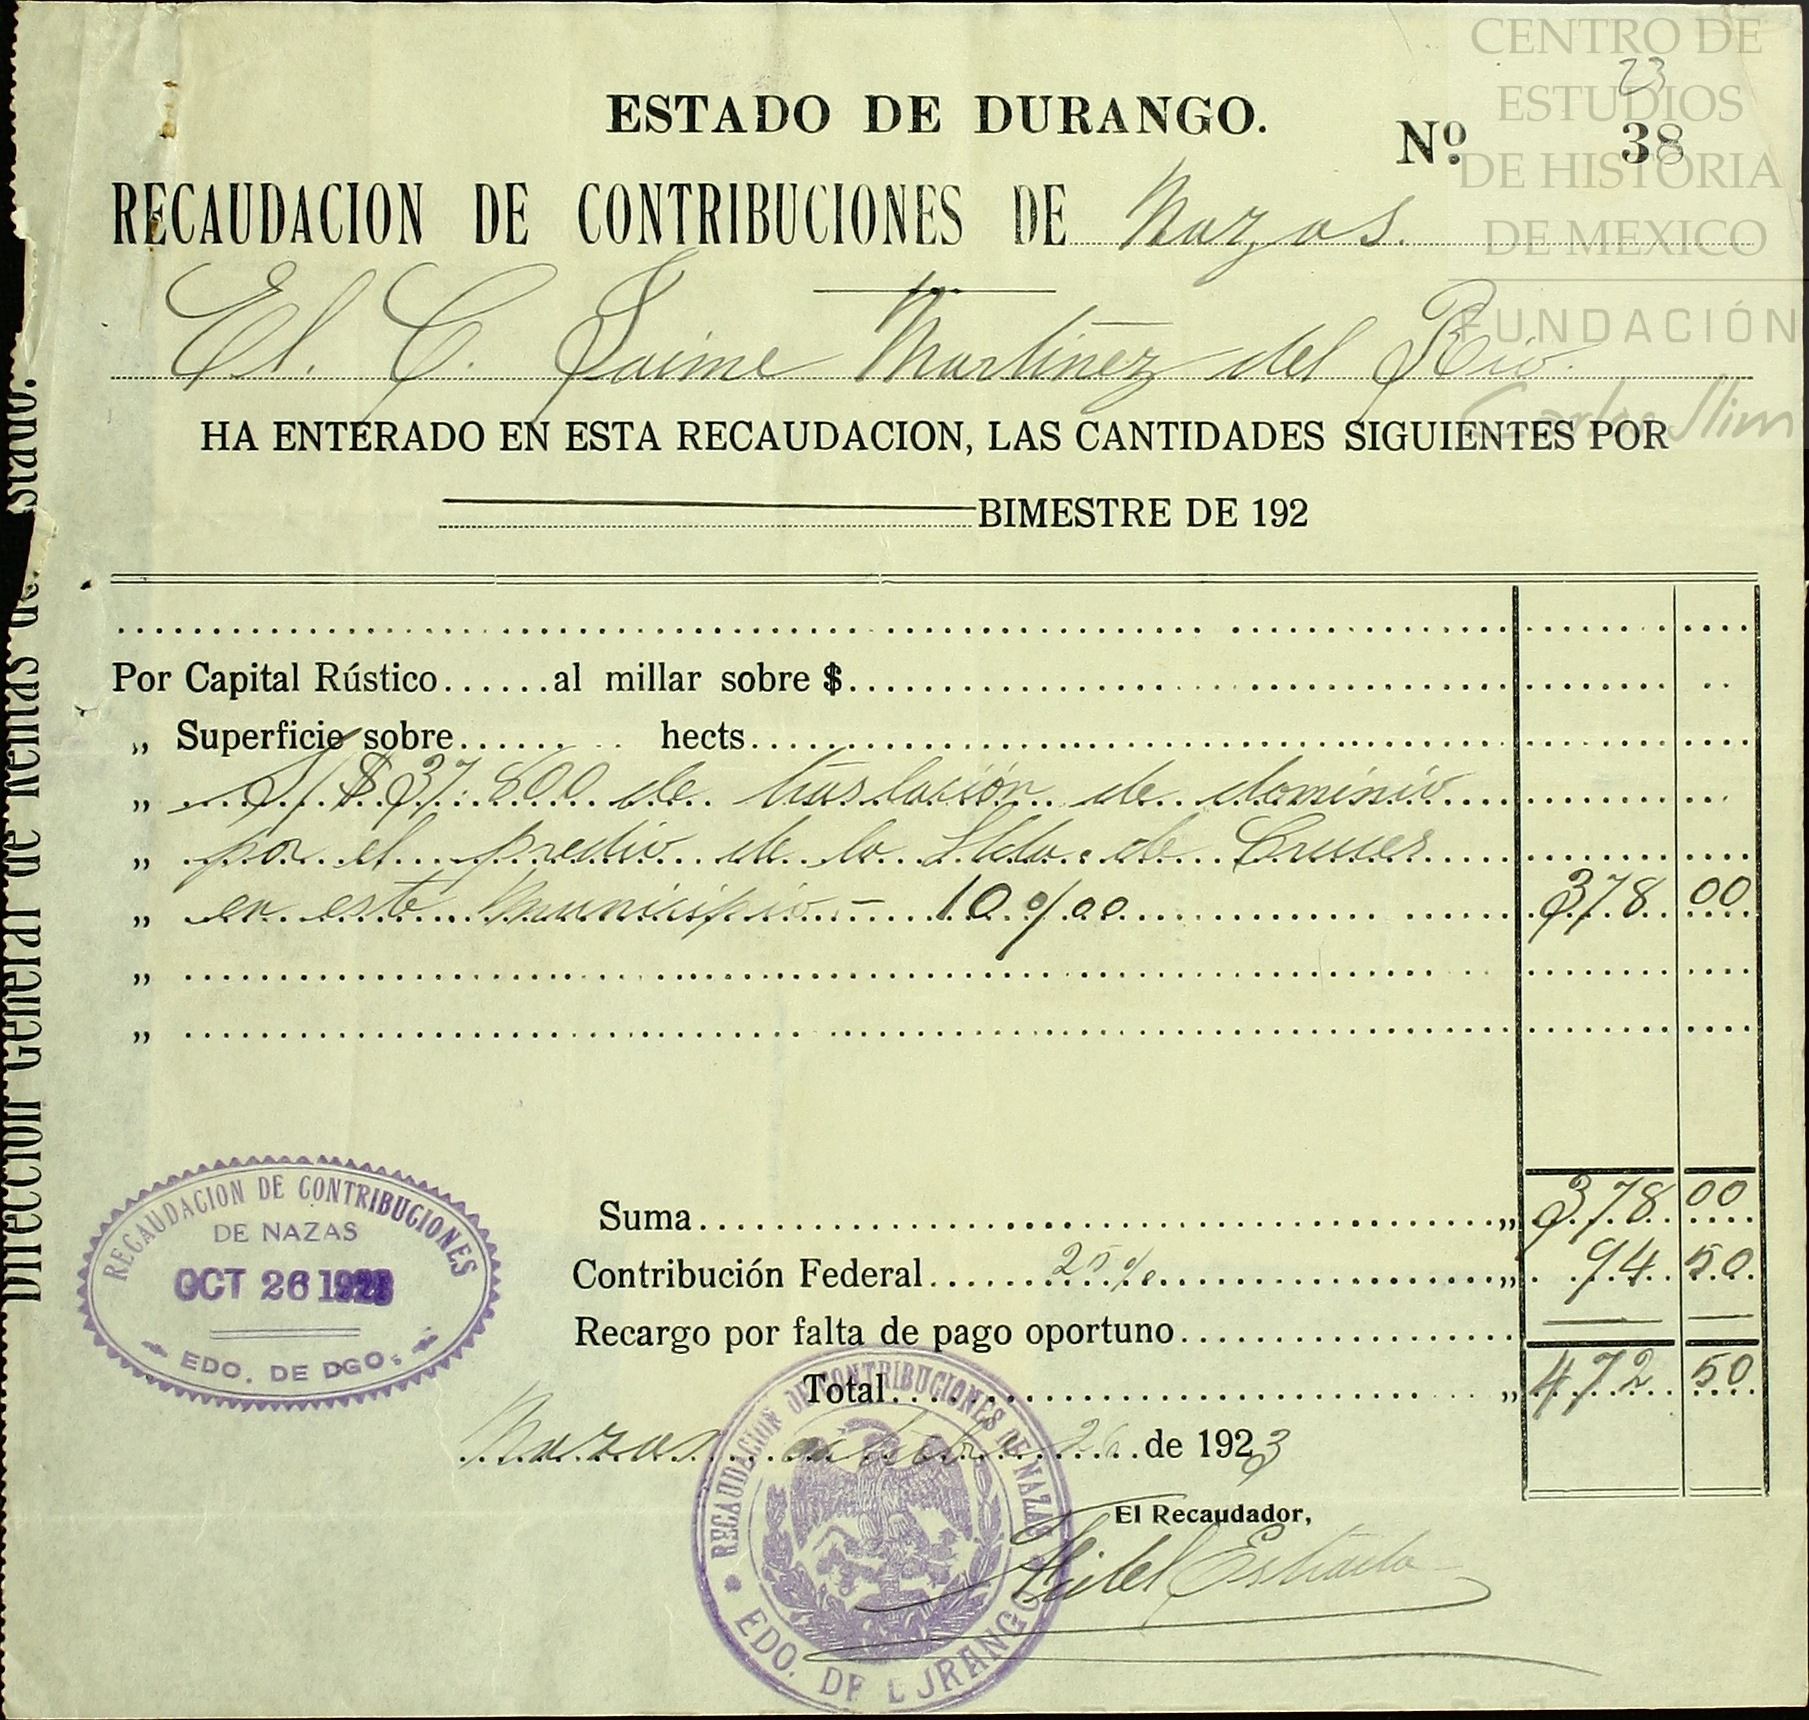 CENTRO DE
ESTUDIOS
DE HISTORIA
DE MEXICO
FUNDACIÓN
Carlos Slim
23
ESTADO DE DURANGO.
Nº 38
RECAUDACION DE CONTRIBUCIONES DE Nazas.
El C. Jaime Martinez del Rio.
HA ENTERADO EN ESTA RECAUDACION, LAS CANTIDADES SIGUIENTES POR
BIMESTRE DE 192
Por Capital Rústico......al millar sobre $
„ Superficie sobre...... hects
„ S/ $37.800 de traslación de dominio
„ por el predio de la Hda. de Cruces
„ en este Municipio.- 10 o/oo 378 00
„
„
Suma „ 378 00
Contribución Federal 25% „ 94 50
Recargo por falta de pago oportuno
Total „ 472 50
Nazas octubre 26 de 1923
El Recaudador,
Fidel Estrada
RECAUDACION DE CONTRIBUCIONES
DE NAZAS
OCT 26 1923
EDO. DE DGO.
RECAUDACION DE CONTRIBUCIONES DE NAZAS
EDO. DE DURANGO
Dirección General de Rentas del Estado.